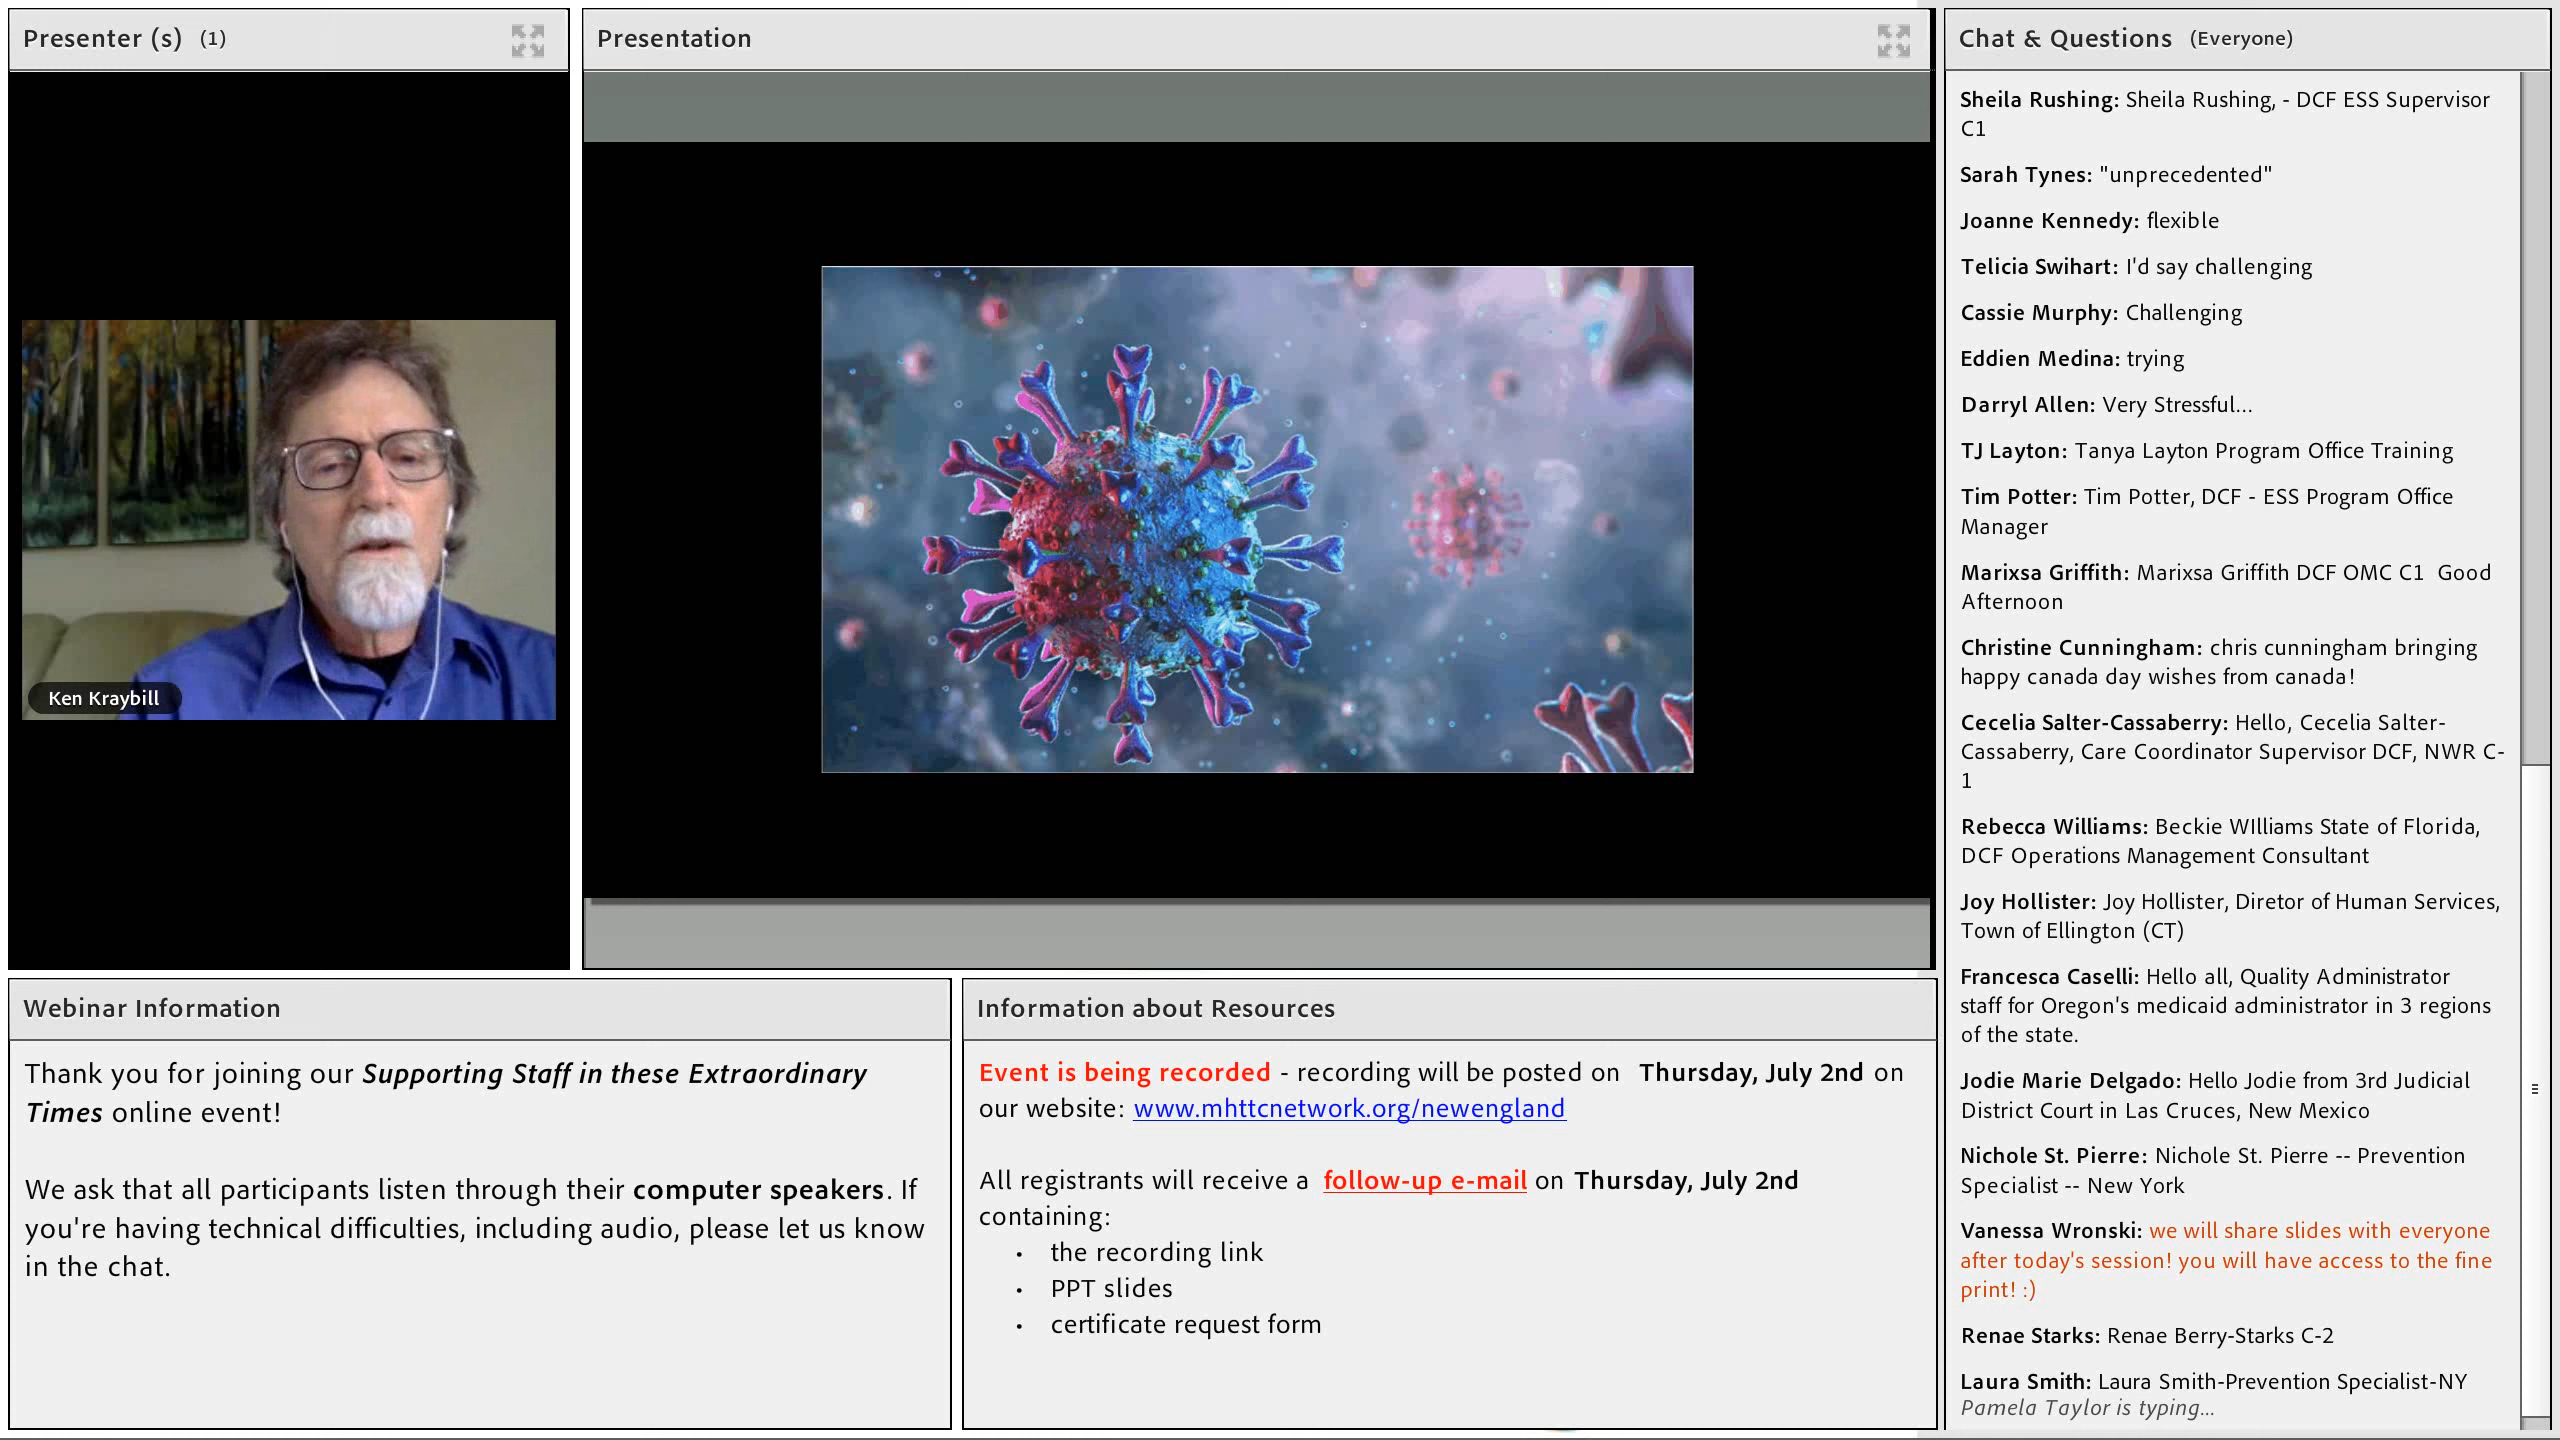 Presenter (s) (1)
Ken Kraybill
Presentation
Webinar Information
Thank you for joining our Supporting Staff in these Extraordinary
Times online event!
We ask that all participants listen through their computer speakers. If
you're having technical difficulties, including audio, please let us know
in the chat.
Information about Resources
Event is being recorded - recording will be posted on Thursday, July 2nd on
our website: www.mhttcnetwork.org/newengland
All registrants will receive a follow-up e-mail on Thursday, July 2nd
containing:
• the recording link
• PPT slides
• certificate request form
Chat & Questions (Everyone)
Sheila Rushing: Sheila Rushing, - DCF ESS Supervisor
C1
Sarah Tynes: "unprecedented"
Joanne Kennedy: flexible
Telicia Swihart: I'd say challenging
Cassie Murphy: Challenging
Eddien Medina: trying
Darryl Allen: Very Stressful...
TJ Layton: Tanya Layton Program Office Training
Tim Potter: Tim Potter, DCF - ESS Program Office
Manager
Marixsa Griffith: Marixsa Griffith DCF OMC C1 Good
Afternoon
Christine Cunningham: chris cunningham bringing
happy canada day wishes from canada!
Cecelia Salter-Cassaberry: Hello, Cecelia Salter-
Cassaberry, Care Coordinator Supervisor DCF, NWR C-
1
Rebecca Williams: Beckie WIlliams State of Florida,
DCF Operations Management Consultant
Joy Hollister: Joy Hollister, Diretor of Human Services,
Town of Ellington (CT)
Francesca Caselli: Hello all, Quality Administrator
staff for Oregon's medicaid administrator in 3 regions
of the state.
Jodie Marie Delgado: Hello Jodie from 3rd Judicial
District Court in Las Cruces, New Mexico
Nichole St. Pierre: Nichole St. Pierre -- Prevention
Specialist -- New York
Vanessa Wronski: we will share slides with everyone
after today's session! you will have access to the fine
print! :)
Renae Starks: Renae Berry-Starks C-2
Laura Smith: Laura Smith-Prevention Specialist-NY
Pamela Taylor is typing...